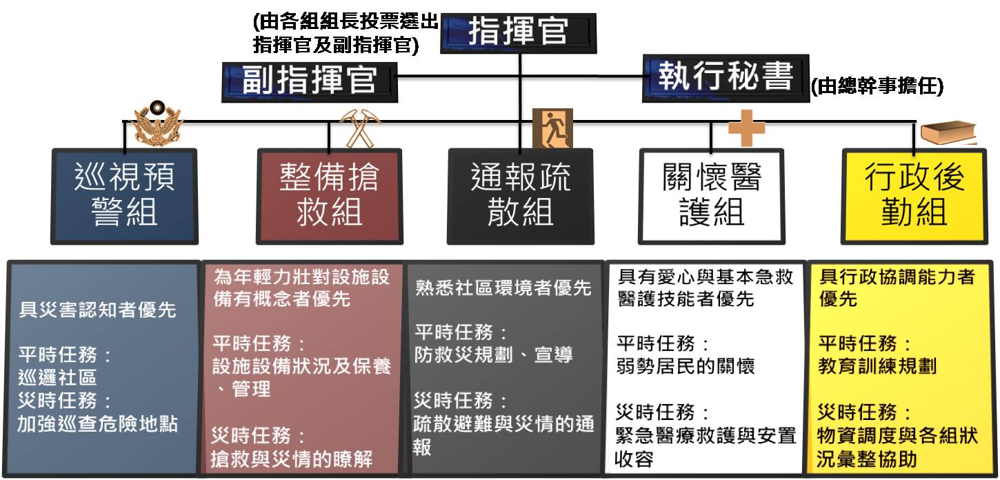 (由各組組長投票選出
指揮官及副指揮官)
指揮官
副指揮官
執行秘書
(由總幹事擔任)
巡視預
警組
整備搶
救組
通報疏
散組
關懷醫
護組
行政後
勤組
具災害認知者優先
平時任務：
巡邏社區
災時任務：
加強巡查危險地點
為年輕力壯對設施設
備有概念者優先
平時任務：
設施設備狀況及保養
、管理
災時任務：
搶救與災情的瞭解
熟悉社區環境者優先
平時任務：
防救災規劃、宣導
災時任務：
疏散避難與災情的通
報
具有愛心與基本急救
醫護技能者優先
平時任務：
弱勢居民的關懷
災時任務：
緊急醫療救護與安置
收容
具行政協調能力者
優先
平時任務：
教育訓練規劃
災時任務：
物資調度與各組狀
況彙整協助